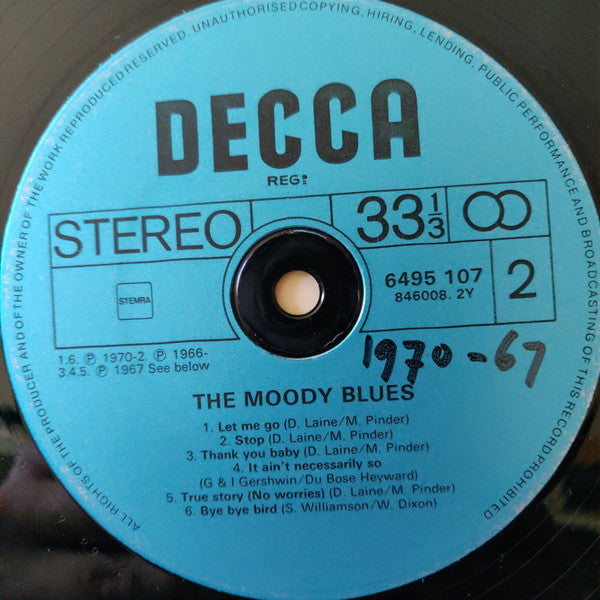 ALL RIGHTS OF THE PRODUCER AND OF THE OWNER OF THE WORK REPRODUCED RESERVED. UNAUTHORISED COPYING, HIRING, LENDING, PUBLIC PERFORMANCE AND BROADCASTING OF THIS RECORD PROHIBITED
DECCA
REG!
STEREO
33⅓
STEMRA
6495 107
846008. 2Y
2
1.6. ℗ 1970-2. ℗ 1966-
3.4.5. ℗ 1967 See below
1970-67
THE MOODY BLUES
1. Let me go (D. Laine/M. Pinder)
2. Stop (D. Laine/M. Pinder)
3. Thank you baby (D. Laine/M. Pinder)
4. It ain't necessarily so
(G & I Gershwin/Du Bose Heyward)
5. True story (No worries) (D. Laine/M. Pinder)
6. Bye bye bird (S. Williamson/W. Dixon)